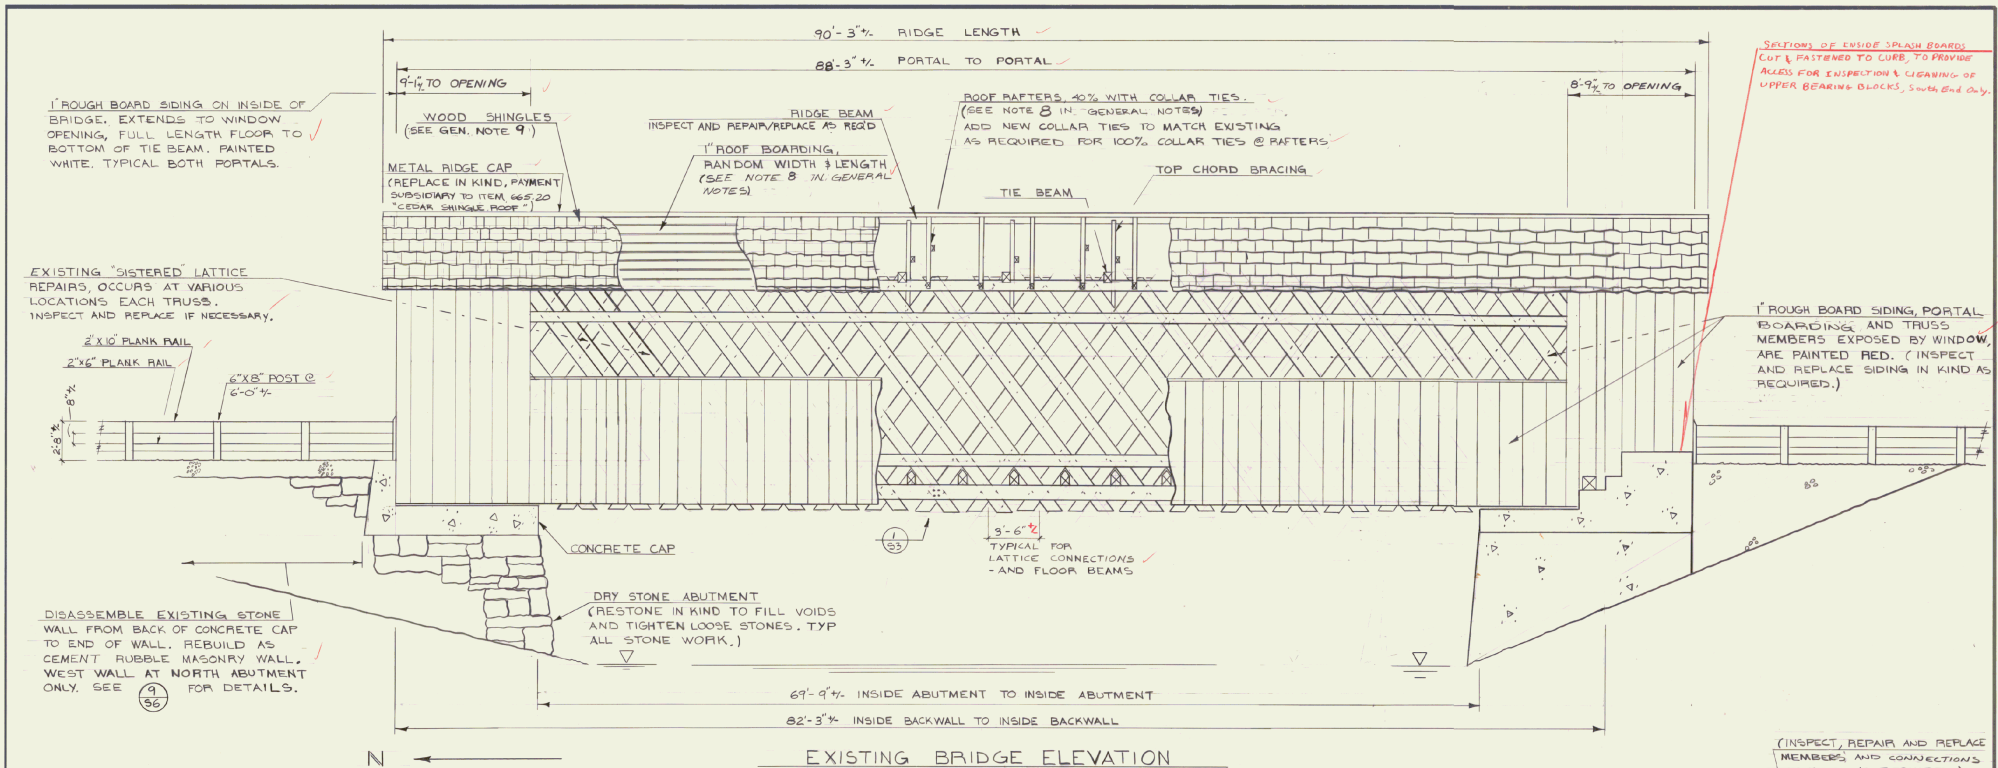 90'-3"+/- RIDGE LENGTH
88'-3"+/- PORTAL TO PORTAL
9'-1"+/- TO OPENING
8'-9"+/- TO OPENING
SECTIONS OF INSIDE SPLASH BOARDS
CUT & FASTENED TO CURB, TO PROVIDE
ACCESS FOR INSPECTION & CLEANING OF
UPPER BEARING BLOCKS, South End Only.
1" ROUGH BOARD SIDING ON INSIDE OF
BRIDGE. EXTENDS TO WINDOW
OPENING, FULL LENGTH FLOOR TO
BOTTOM OF TIE BEAM. PAINTED
WHITE. TYPICAL BOTH PORTALS.
WOOD SHINGLES
(SEE GEN. NOTE 9)
METAL RIDGE CAP
(REPLACE IN KIND, PAYMENT
SUBSIDIARY TO ITEM 665.20
"CEDAR SHINGLE ROOF")
RIDGE BEAM
INSPECT AND REPAIR/REPLACE AS REQ'D
1" ROOF BOARDING,
RANDOM WIDTH & LENGTH
(SEE NOTE 8 IN GENERAL
NOTES)
ROOF RAFTERS, 40% WITH COLLAR TIES.
(SEE NOTE 8 IN GENERAL NOTES)
ADD NEW COLLAR TIES TO MATCH EXISTING
AS REQUIRED FOR 100% COLLAR TIES @ RAFTERS
TIE BEAM
TOP CHORD BRACING
EXISTING "SISTERED" LATTICE
REPAIRS, OCCURS AT VARIOUS
LOCATIONS EACH TRUSS.
INSPECT AND REPLACE IF NECESSARY.
2"X10" PLANK RAIL
2"X6" PLANK RAIL
6"X8" POST @
6'-0"+/-
8"+/-
2'-8"+/-
1" ROUGH BOARD SIDING, PORTAL
BOARDING AND TRUSS
MEMBERS EXPOSED BY WINDOW,
ARE PAINTED RED. (INSPECT
AND REPLACE SIDING IN KIND AS
REQUIRED.)
CONCRETE CAP
1
S3
3'-6"+/-
TYPICAL FOR
LATTICE CONNECTIONS
-AND FLOOR BEAMS
DRY STONE ABUTMENT
(RESTONE IN KIND TO FILL VOIDS
AND TIGHTEN LOOSE STONES. TYP
ALL STONE WORK.)
DISASSEMBLE EXISTING STONE
WALL FROM BACK OF CONCRETE CAP
TO END OF WALL. REBUILD AS
CEMENT RUBBLE MASONRY WALL.
WEST WALL AT NORTH ABUTMENT
ONLY. SEE 9 FOR DETAILS.
S6
69'-9"+/- INSIDE ABUTMENT TO INSIDE ABUTMENT
82'-3"+/- INSIDE BACKWALL TO INSIDE BACKWALL
N
EXISTING BRIDGE ELEVATION
(INSPECT, REPAIR AND REPLACE
MEMBERS AND CONNECTIONS